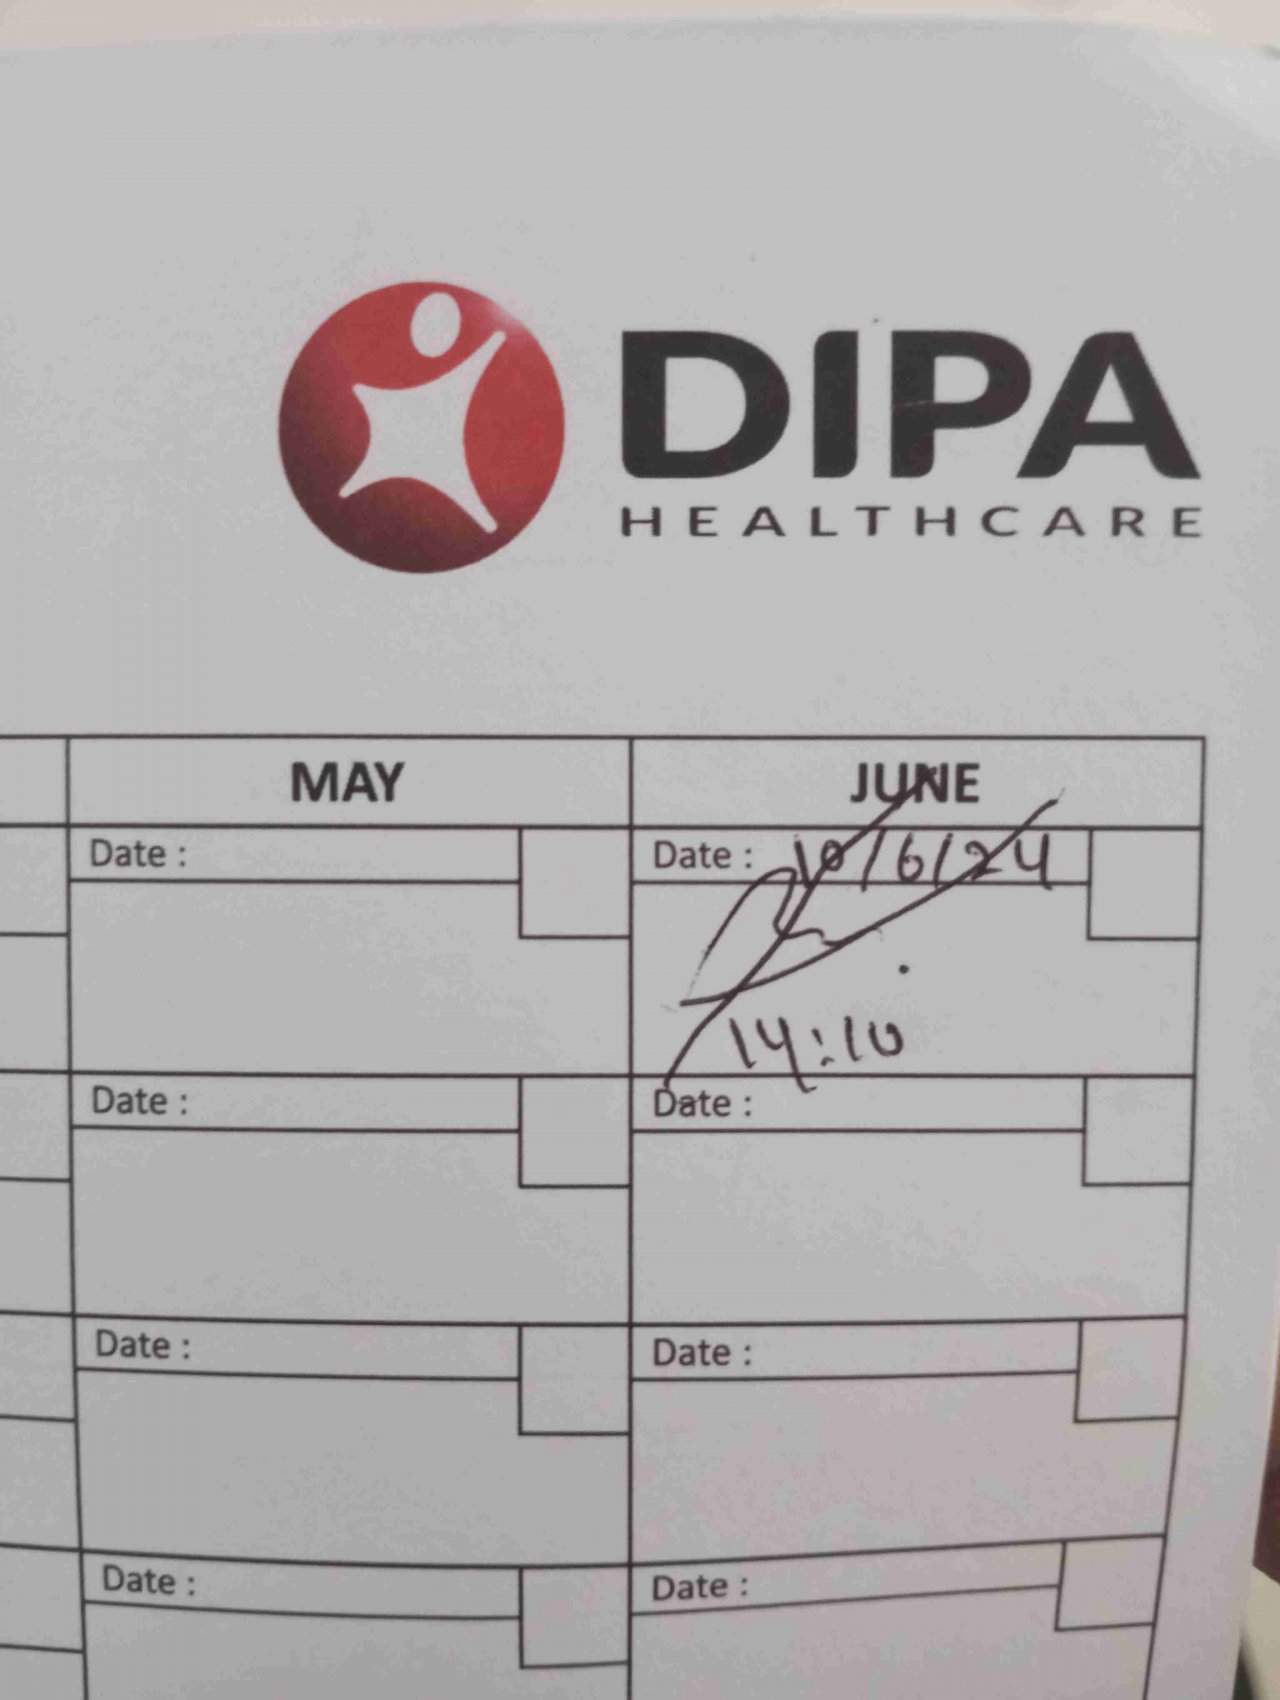 DIPA
HEALTHCARE
MAY JUNE
Date : Date : 10/6/24
14:10
Date : Date :
Date : Date :
Date : Date :